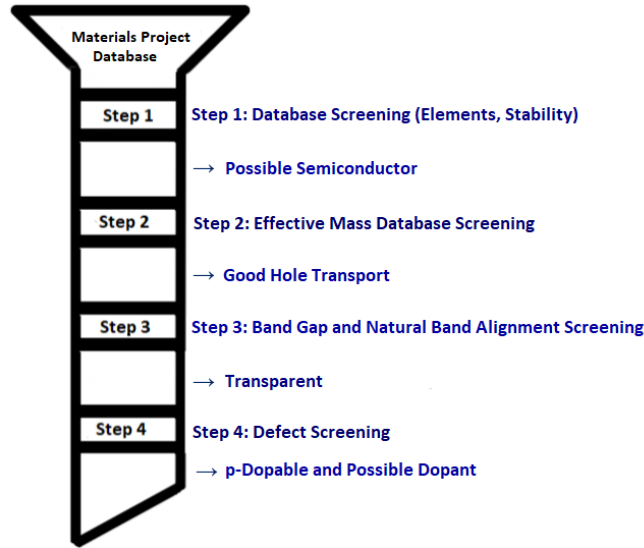 Materials Project
Database
Step 1
Step 1: Database Screening (Elements, Stability)
→ Possible Semiconductor
Step 2
Step 2: Effective Mass Database Screening
→ Good Hole Transport
Step 3
Step 3: Band Gap and Natural Band Alignment Screening
→ Transparent
Step 4
Step 4: Defect Screening
→ p-Dopable and Possible Dopant